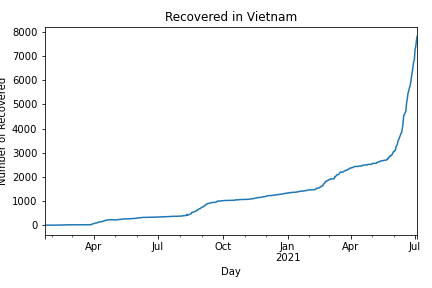 Recovered in Vietnam
8000
7000
6000
5000
4000
3000
2000
1000
0
Number of Recovered
Apr Jul Oct Jan Apr Jul
2021
Day